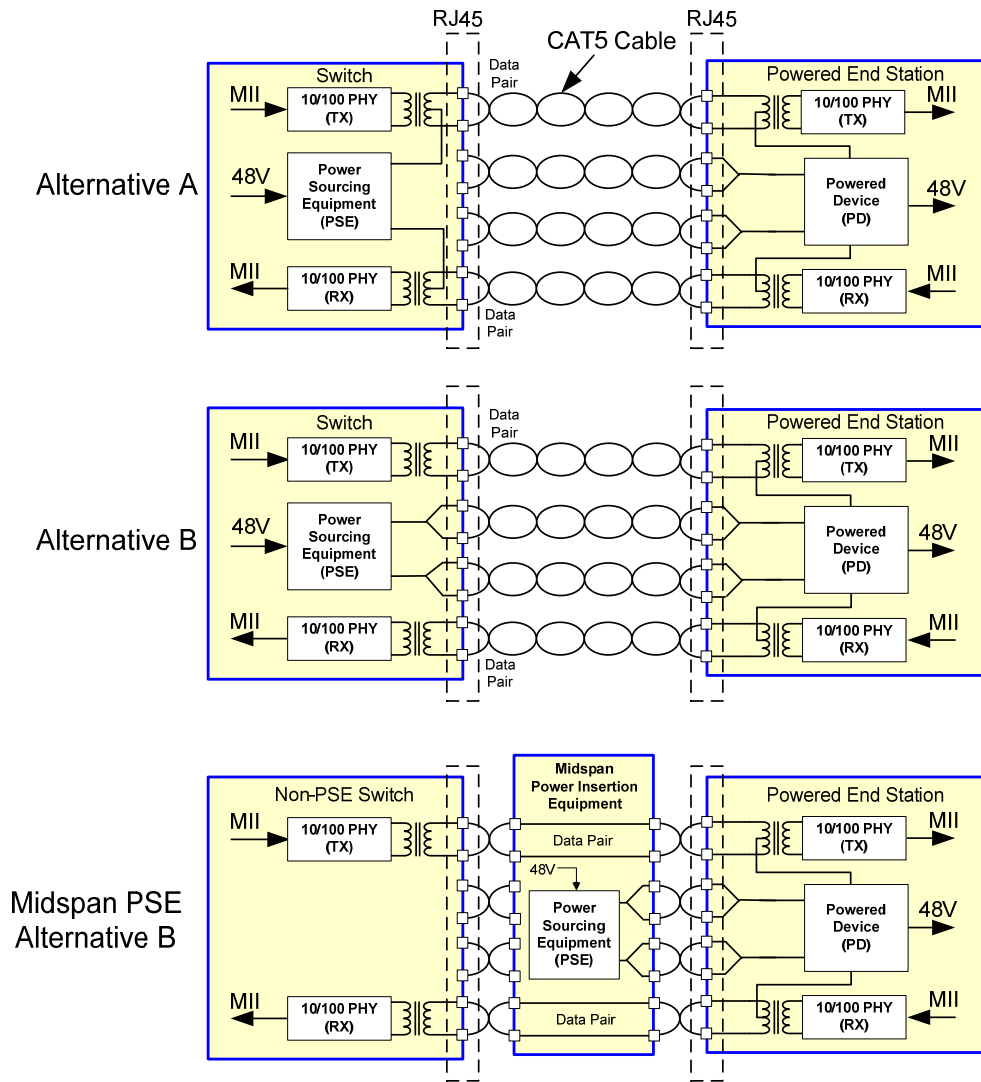 RJ45
RJ45
CAT5 Cable
Data
Pair
Switch
Powered End Station
MII
10/100 PHY
(TX)
10/100 PHY
(TX)
MII
Alternative A
48V
Power
Sourcing
Equipment
(PSE)
Powered
Device
(PD)
48V
MII
10/100 PHY
(RX)
10/100 PHY
(RX)
MII
Data
Pair
Data
Pair
Switch
Powered End Station
MII
10/100 PHY
(TX)
10/100 PHY
(TX)
MII
Alternative B
48V
Power
Sourcing
Equipment
(PSE)
Powered
Device
(PD)
48V
MII
10/100 PHY
(RX)
10/100 PHY
(RX)
MII
Data
Pair
Midspan
Power Insertion
Equipment
Non-PSE Switch
Powered End Station
MII
10/100 PHY
(TX)
Data Pair
10/100 PHY
(TX)
MII
Midspan PSE
Alternative B
48V
Power
Sourcing
Equipment
(PSE)
Powered
Device
(PD)
48V
MII
10/100 PHY
(RX)
Data Pair
10/100 PHY
(RX)
MII